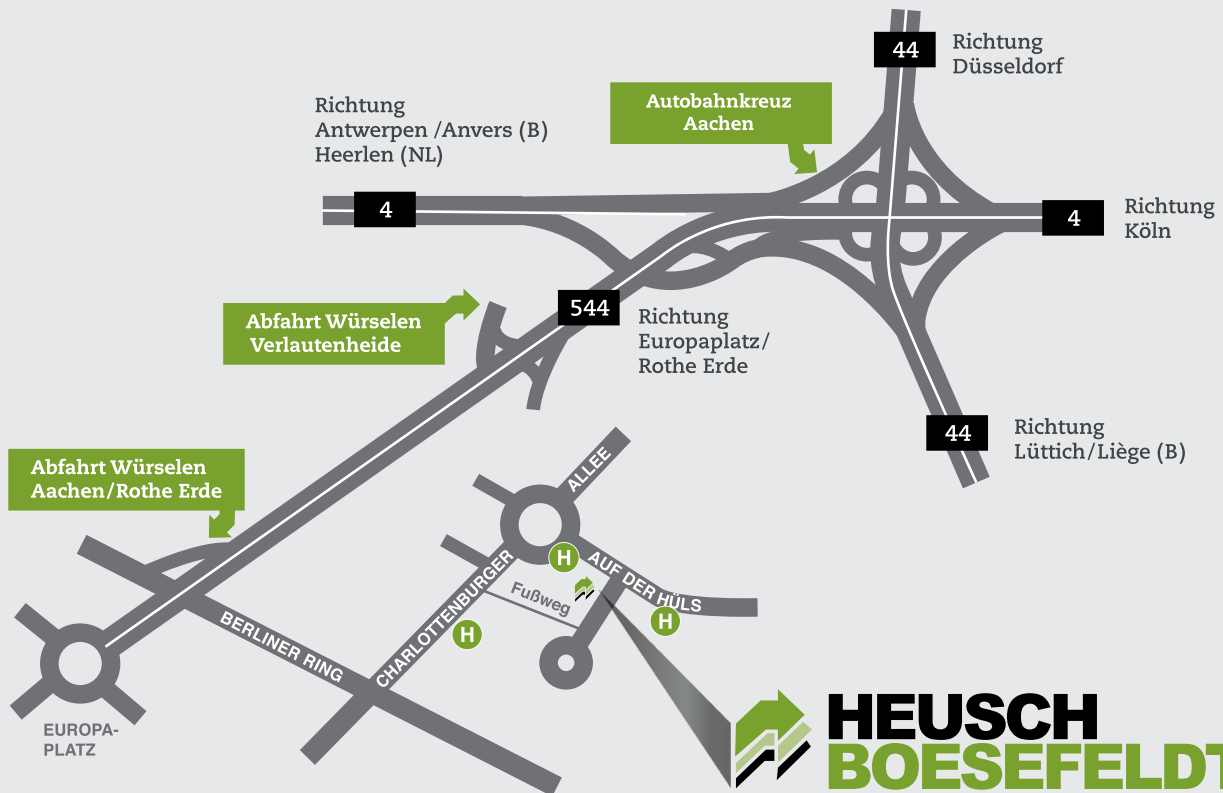 44
Richtung
Düsseldorf
Autobahnkreuz
Aachen
Richtung
Antwerpen /Anvers (B)
Heerlen (NL)
4
4
Richtung
Köln
544
Richtung
Europaplatz/
Rothe Erde
Abfahrt Würselen
Verlautenheide
44
Richtung
Lüttich/Liège (B)
Abfahrt Würselen
Aachen/Rothe Erde
ALLEE
H
AUF DER HÜLS
Fußweg
H
CHARLOTTENBURGER
H
BERLINER RING
EUROPA-
PLATZ
HEUSCH
BOESEFELDT